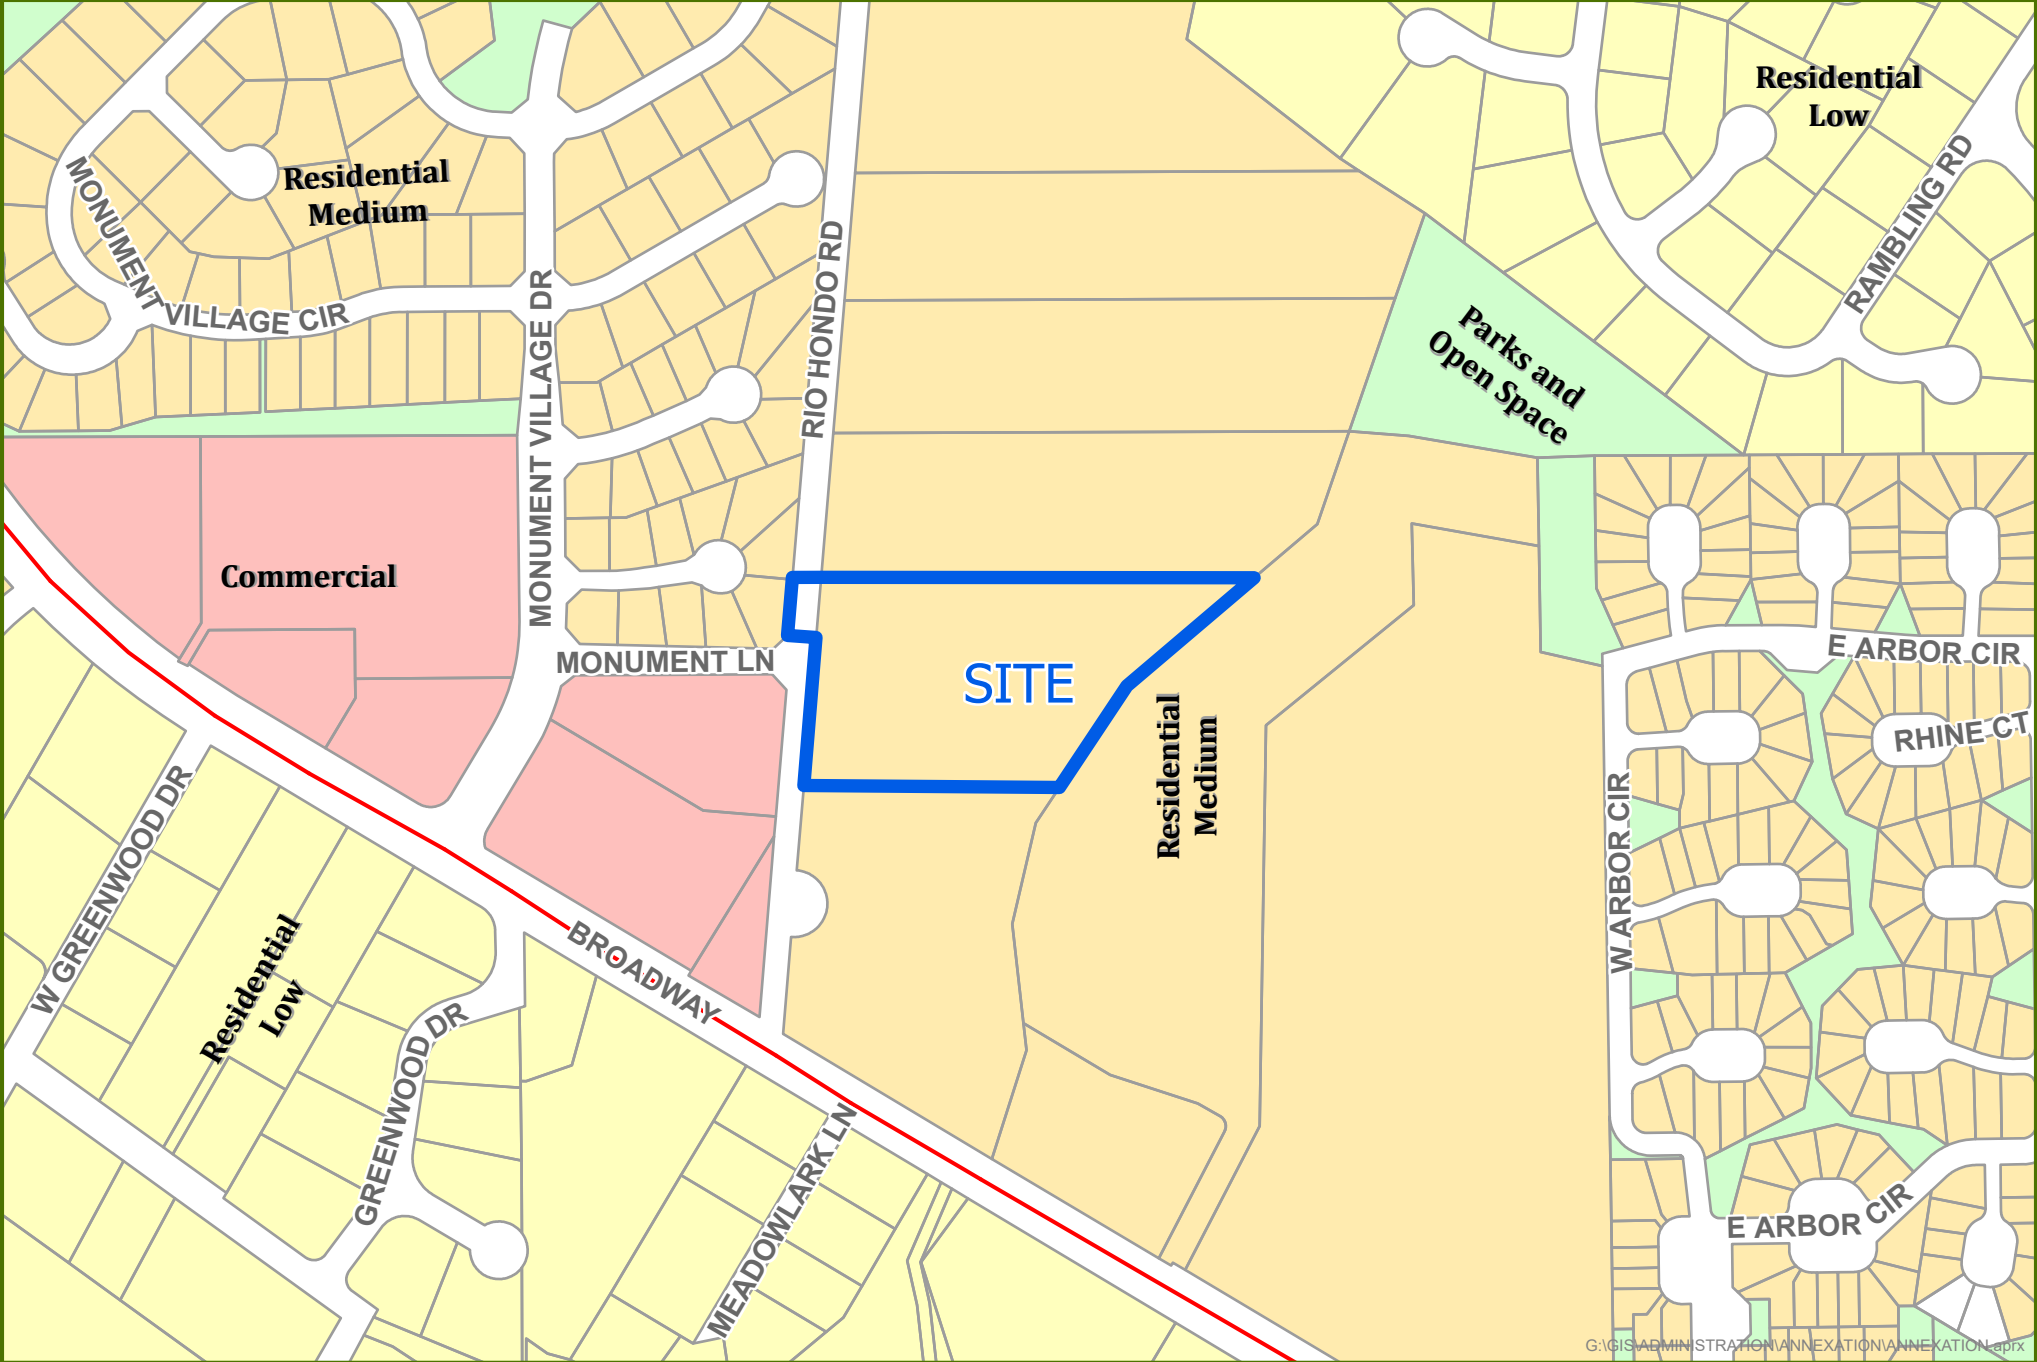 Residential
Low
Residential
Medium
MONUMENT
VILLAGE CIR
MONUMENT VILLAGE DR
RIO HONDO RD
RAMBLING RD
Parks and
Open Space
Commercial
MONUMENT LN
SITE
Residential
Medium
E ARBOR CIR
RHINE CT
W ARBOR CIR
W GREENWOOD DR
Residential
Low
BROADWAY
GREENWOOD DR
MEADOWLARK LN
E ARBOR CIR
G:\GIS\ADMINISTRATION\ANNEXATION\ANNEXATION.aprx